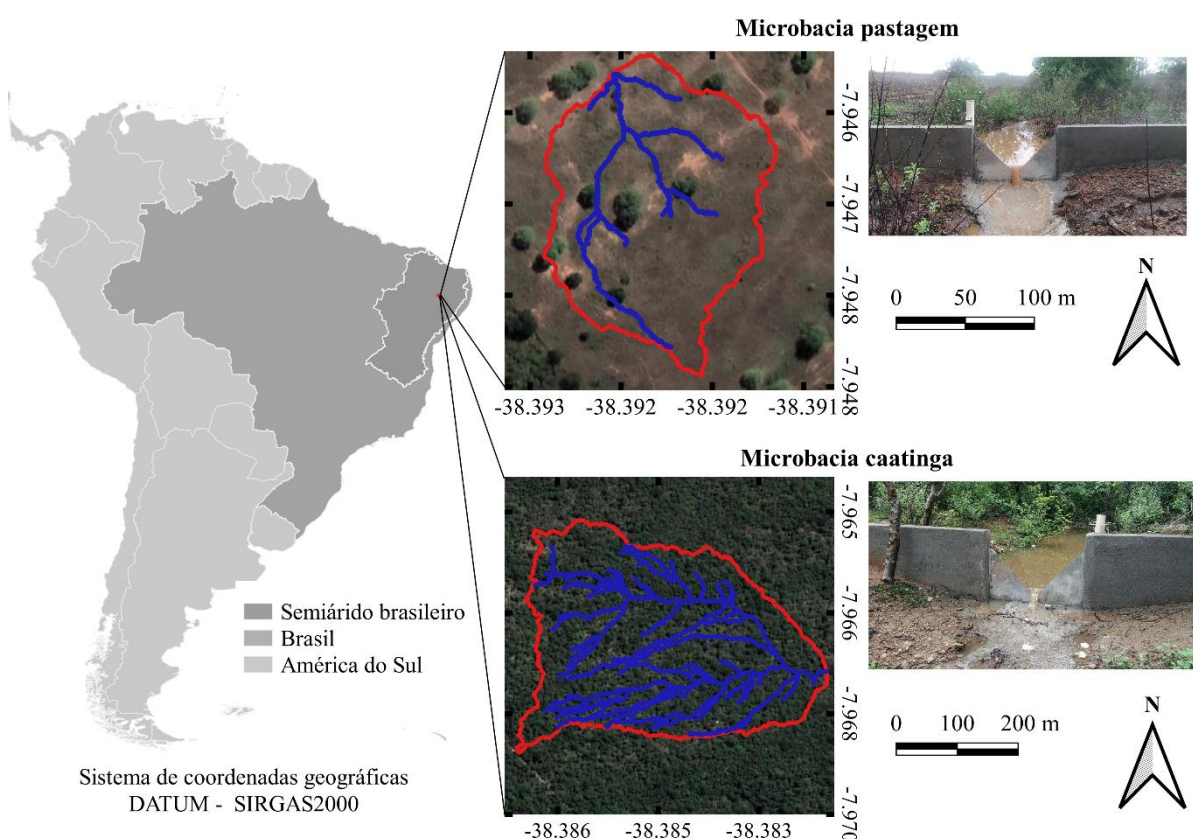 Microbacia pastagem
-7.946
-7.947
-7.948
-7.948
-38.393
-38.392
-38.392
-38.391
N
0 50 100 m
Microbacia caatinga
-7.965
-7.966
-7.968
-7.970
-38.386
-38.385
-38.383
N
0 100 200 m
Semiárido brasileiro
Brasil
América do Sul
Sistema de coordenadas geográficas
DATUM - SIRGAS2000